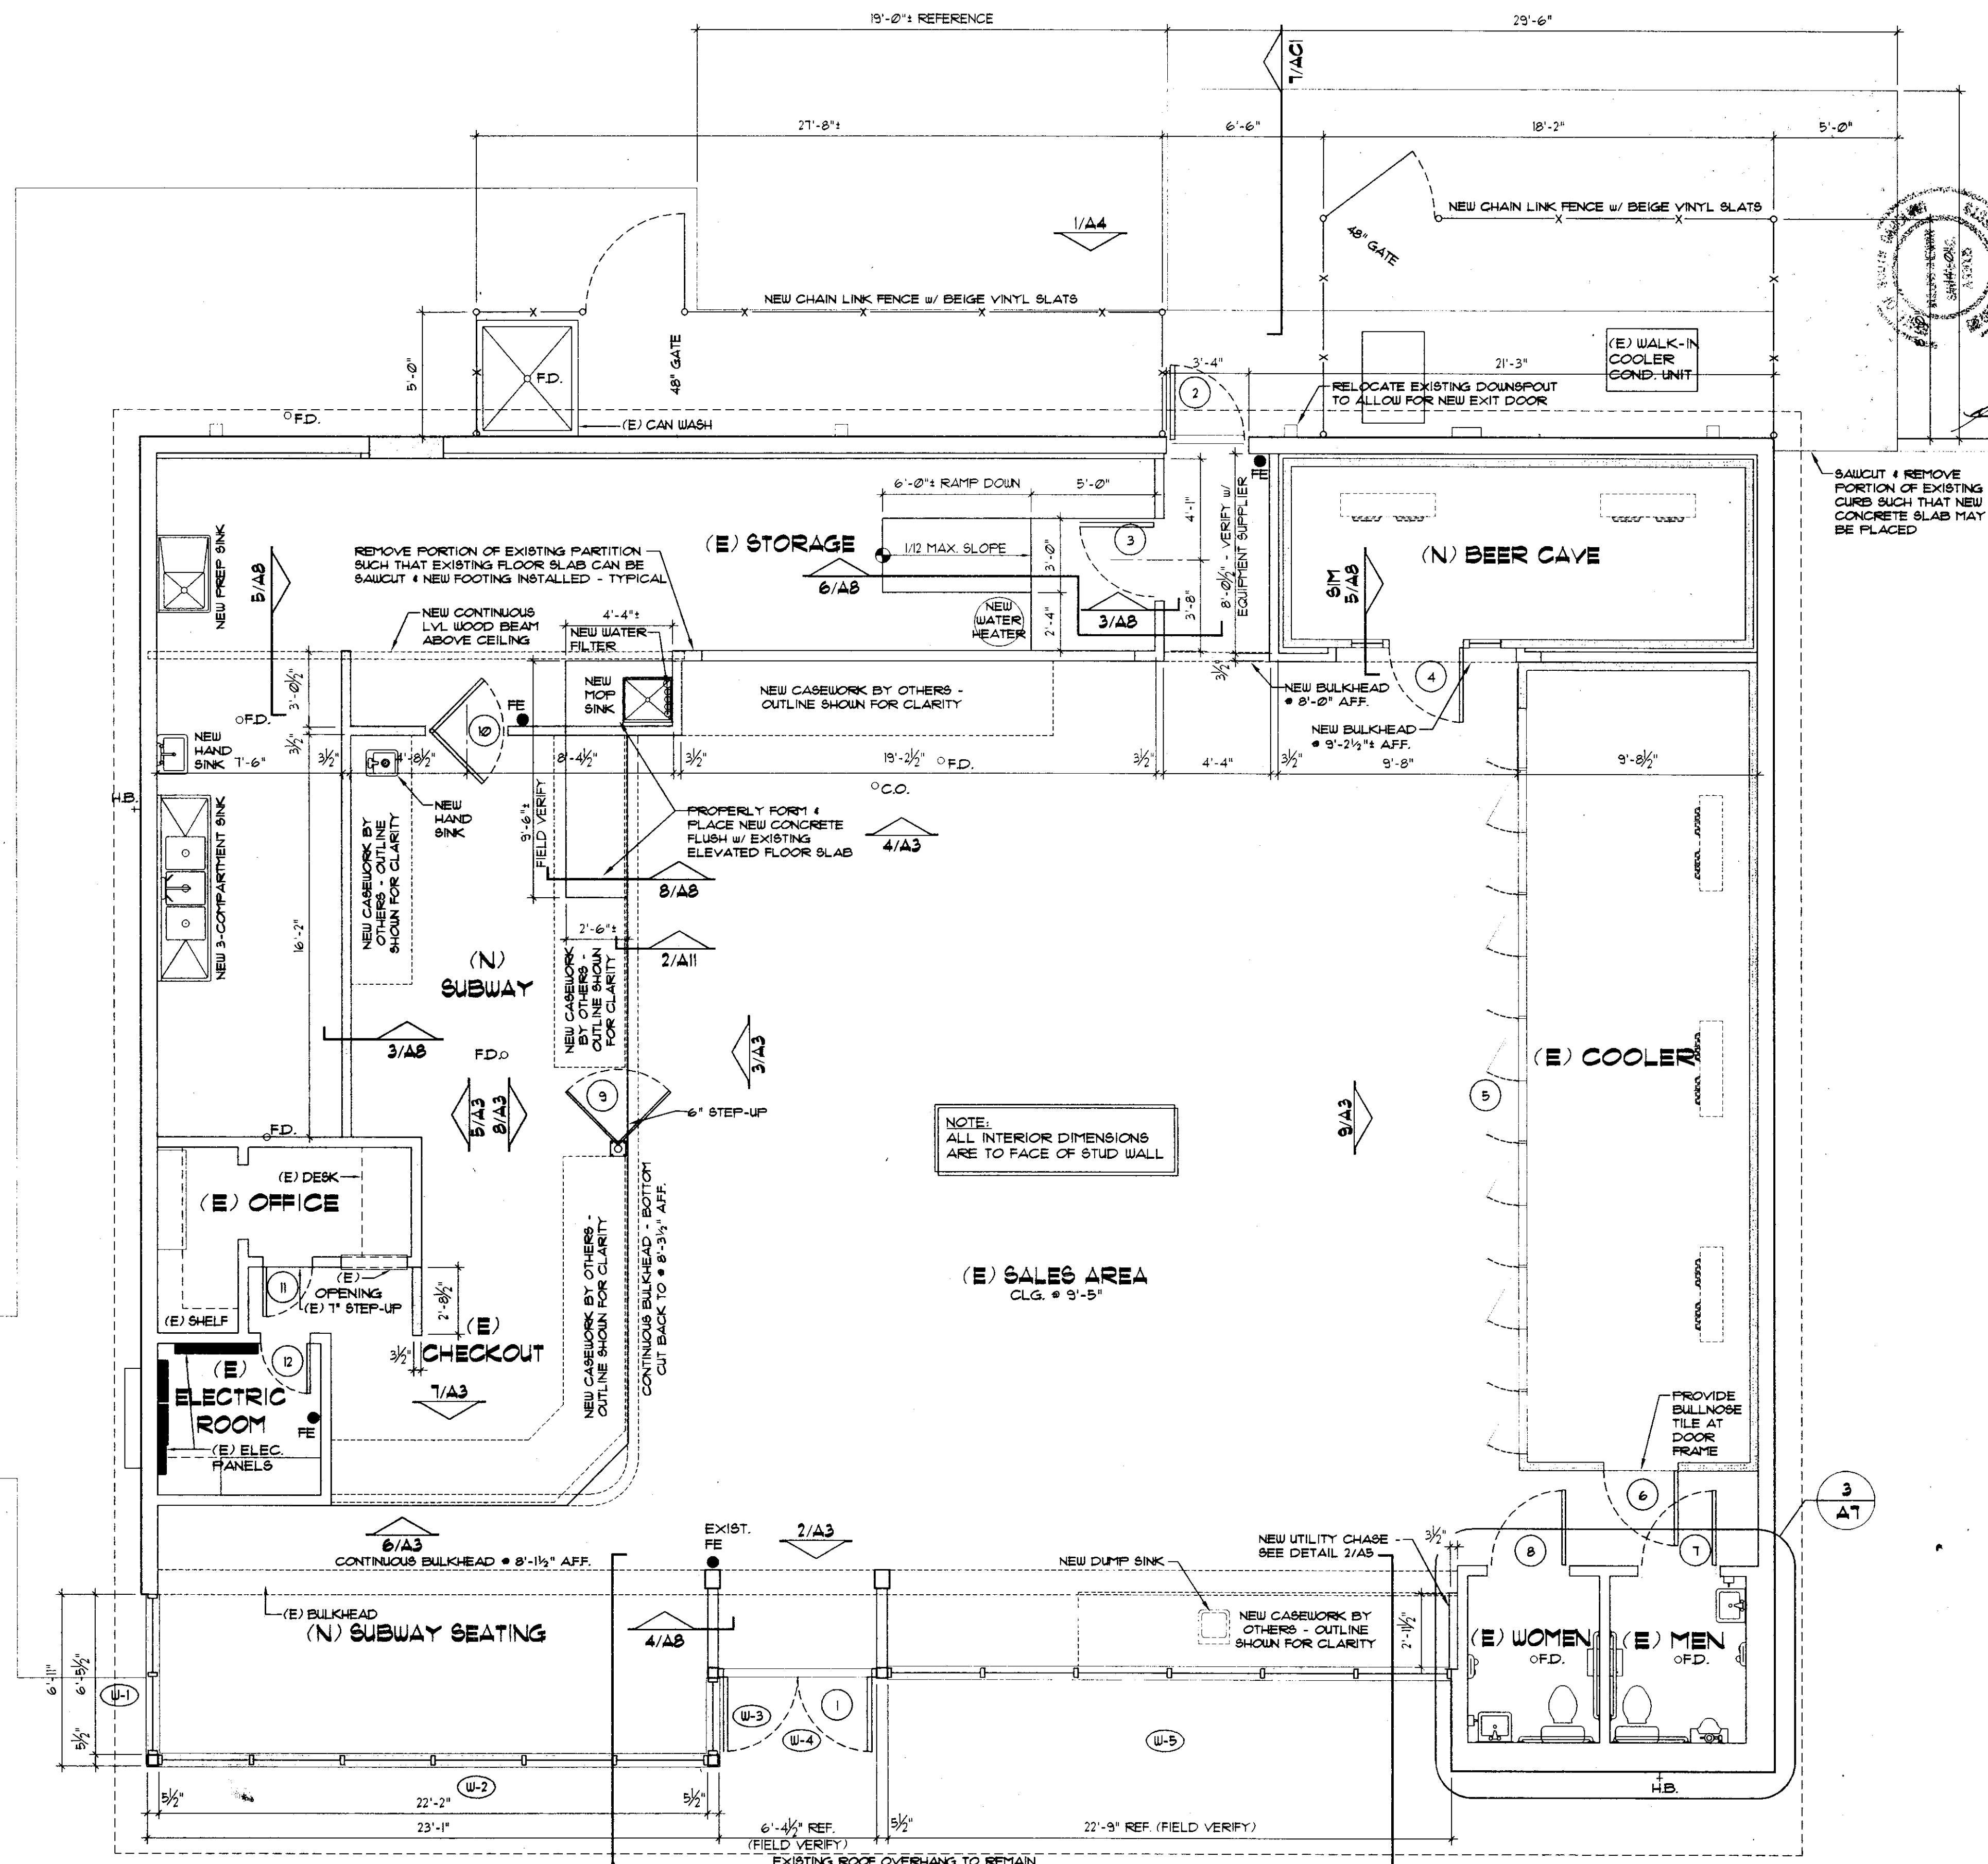 19'-0"± REFERENCE
29'-6"
7/AC1
27'-8"±
6'-6"
18'-2"
5'-0"
1/A4
NEW CHAIN LINK FENCE w/ BEIGE VINYL SLATS
48" GATE
NEW CHAIN LINK FENCE w/ BEIGE VINYL SLATS
5'-0"
F.D.
48" GATE
(E) WALK-IN
COOLER
COND. UNIT
3'-4"
21'-3"
2
RELOCATE EXISTING DOWNSPOUT
TO ALLOW FOR NEW EXIT DOOR
F.D.
(E) CAN WASH
SAWCUT & REMOVE
PORTION OF EXISTING
CURB SUCH THAT NEW
CONCRETE SLAB MAY
BE PLACED
FE
6'-0"± RAMP DOWN
5'-0"
4'-1"
8'-0½" - VERIFY w/
EQUIPMENT SUPPLIER
NEW PREP SINK
5/A8
REMOVE PORTION OF EXISTING PARTITION
SUCH THAT EXISTING FLOOR SLAB CAN BE
SAWCUT & NEW FOOTING INSTALLED - TYPICAL
(E) STORAGE
1/12 MAX. SLOPE
3'-0"
3
(N) BEER CAVE
SIM
5/A8
6/A8
3/A8
3'-8"
2'-4"
NEW
WATER
HEATER
NEW CONTINUOUS
LVL WOOD BEAM
ABOVE CEILING
4'-4"±
NEW WATER
FILTER
3½"
3'-0½"
NEW
MOP
SINK
NEW CASEWORK BY OTHERS -
OUTLINE SHOWN FOR CLARITY
4
NEW BULKHEAD
@ 8'-0" AFF.
FE
10
F.D.
3½"
NEW BULKHEAD
@ 9'-2½"± AFF.
NEW
HAND
SINK
7'-6"
3½"
4'-8½"
8'-4½"
3½"
19'-2½"
F.D.
3½"
4'-4"
3½"
9'-8"
9'-8½"
H.B.
C.O.
NEW
HAND
SINK
9'-6"±
FIELD VERIFY
PROPERLY FORM &
PLACE NEW CONCRETE
FLUSH w/ EXISTING
ELEVATED FLOOR SLAB
4/A3
NEW 3-COMPARTMENT SINK
NEW CASEWORK BY
OTHERS - OUTLINE
SHOWN FOR CLARITY
8/A8
16'-2"
2'-6"±
2/A11
(N)
SUBWAY
NEW CASEWORK
BY OTHERS -
OUTLINE SHOWN
FOR CLARITY
3/A8
F.D.
3/A3
(E) COOLER
5/A3
8/A3
9
6" STEP-UP
9/A3
5
NOTE:
ALL INTERIOR DIMENSIONS
ARE TO FACE OF STUD WALL
F.D.
(E) DESK
(E) OFFICE
CONTINUOUS BULKHEAD - BOTTOM
CUT BACK TO @ 8'-3½" AFF.
NEW CASEWORK BY OTHERS -
OUTLINE SHOWN FOR CLARITY
11
(E)
OPENING
(E) 7" STEP-UP
2'-8½"
(E) SALES AREA
CLG. @ 9'-5"
(E) SHELF
(E)
CHECKOUT
3½"
12
(E)
ELECTRIC
ROOM
FE
(E) ELEC.
PANELS
7/A3
PROVIDE
BULLNOSE
TILE AT
DOOR
FRAME
6
3
A7
6/A3
CONTINUOUS BULKHEAD @ 8'-1½" AFF.
EXIST.
FE
2/A3
NEW UTILITY CHASE -
SEE DETAIL 2/A5
3½"
8
7
NEW DUMP SINK
(E) BULKHEAD
(N) SUBWAY SEATING
4/A8
NEW CASEWORK BY
OTHERS - OUTLINE
SHOWN FOR CLARITY
2'-11½"
(E) WOMEN
F.D.
(E) MEN
F.D.
6'-11"
6'-5½"
5½"
W-1
W-3
1
W-4
W-5
W-2
H.B.
5½"
22'-2"
5½"
23'-1"
6'-4½" REF.
(FIELD VERIFY)
5½"
22'-9" REF. (FIELD VERIFY)
EXISTING ROOF OVERHANG TO REMAIN